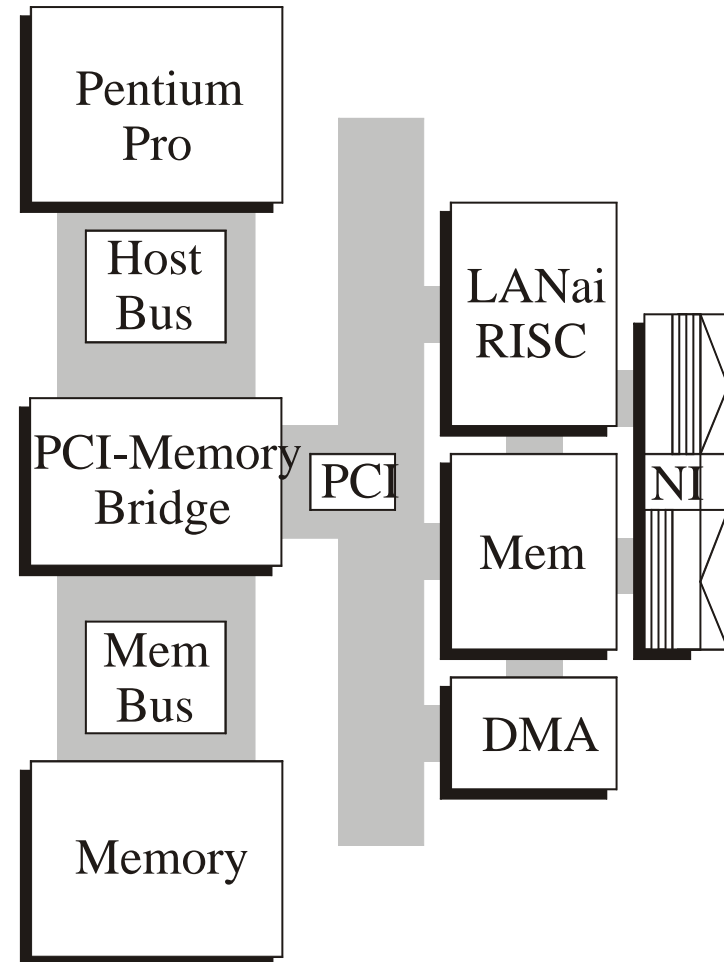 Pentium
Pro
Host
Bus
PCI-Memory
Bridge
Mem
Bus
Memory
PCI
LANai
RISC
Mem
DMA
NI